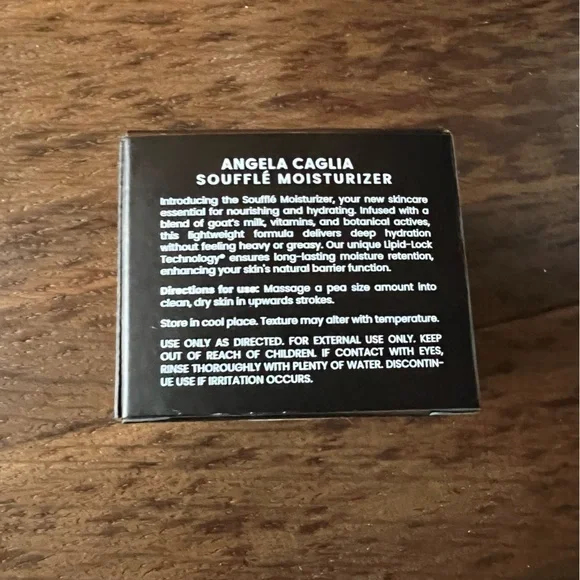 ANGELA CAGLIA
SOUFFLÉ MOISTURIZER
Introducing the Soufflé Moisturizer, your new skincare
essential for nourishing and hydrating. Infused with a
blend of goat's milk, vitamins, and botanical actives,
this lightweight formula delivers deep hydration
without feeling heavy or greasy. Our unique Lipid-Lock
Technology® ensures long-lasting moisture retention,
enhancing your skin's natural barrier function.
Directions for use: Massage a pea size amount into
clean, dry skin in upwards strokes.
Store in cool place. Texture may alter with temperature.
USE ONLY AS DIRECTED. FOR EXTERNAL USE ONLY. KEEP
OUT OF REACH OF CHILDREN. IF CONTACT WITH EYES,
RINSE THOROUGHLY WITH PLENTY OF WATER. DISCONTIN-
UE USE IF IRRITATION OCCURS.